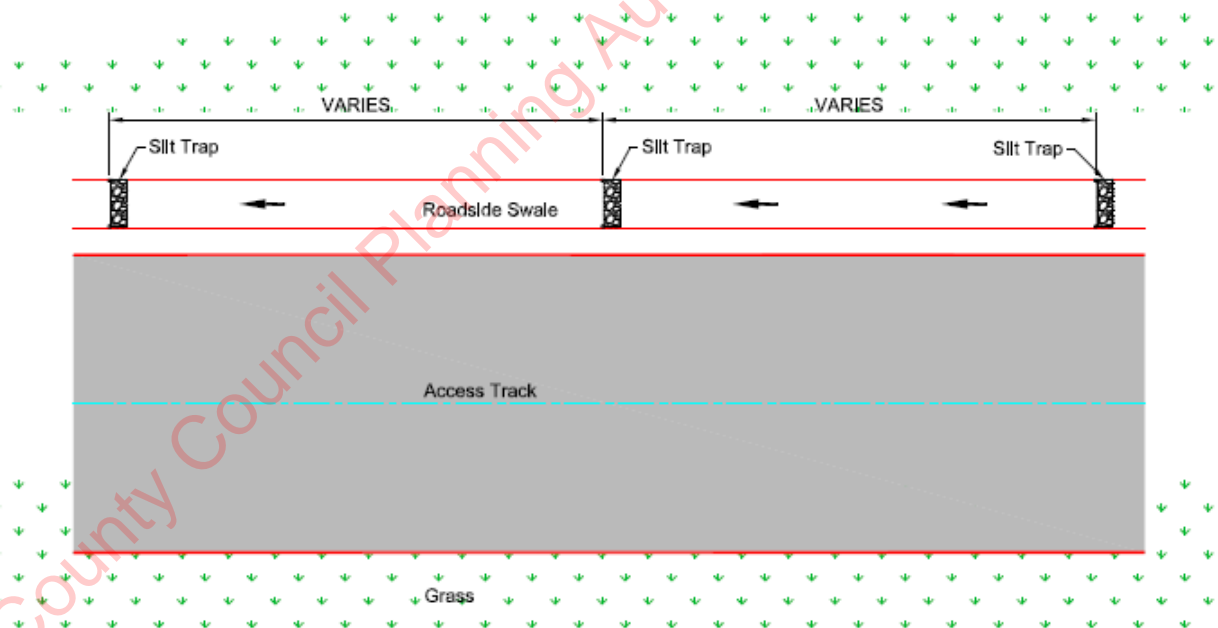 VARIES
VARIES
Silt Trap
Silt Trap
Silt Trap
Roadside Swale
Access Track
Grass
County Council Planning Au